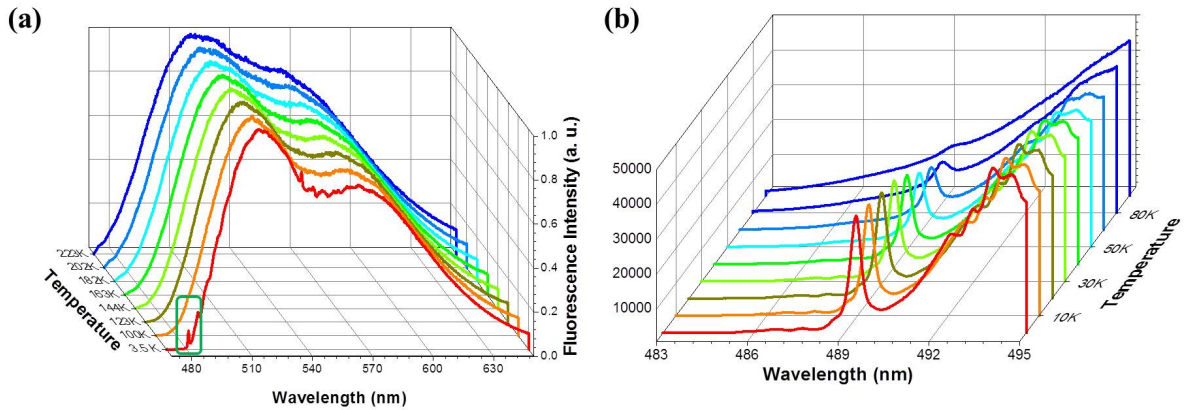 (a)
1.0
0.8
0.6
0.4
0.2
0.0
Fluorescence Intensity (a. u.)
202K
182K
163K
144K
123K
100K
3.5 K
Temperature
480
510
540
570
600
630
Wavelength (nm)
(b)
50000
40000
30000
20000
10000
483
486
489
492
495
Wavelength (nm)
10K
30K
50K
80K
Temperature